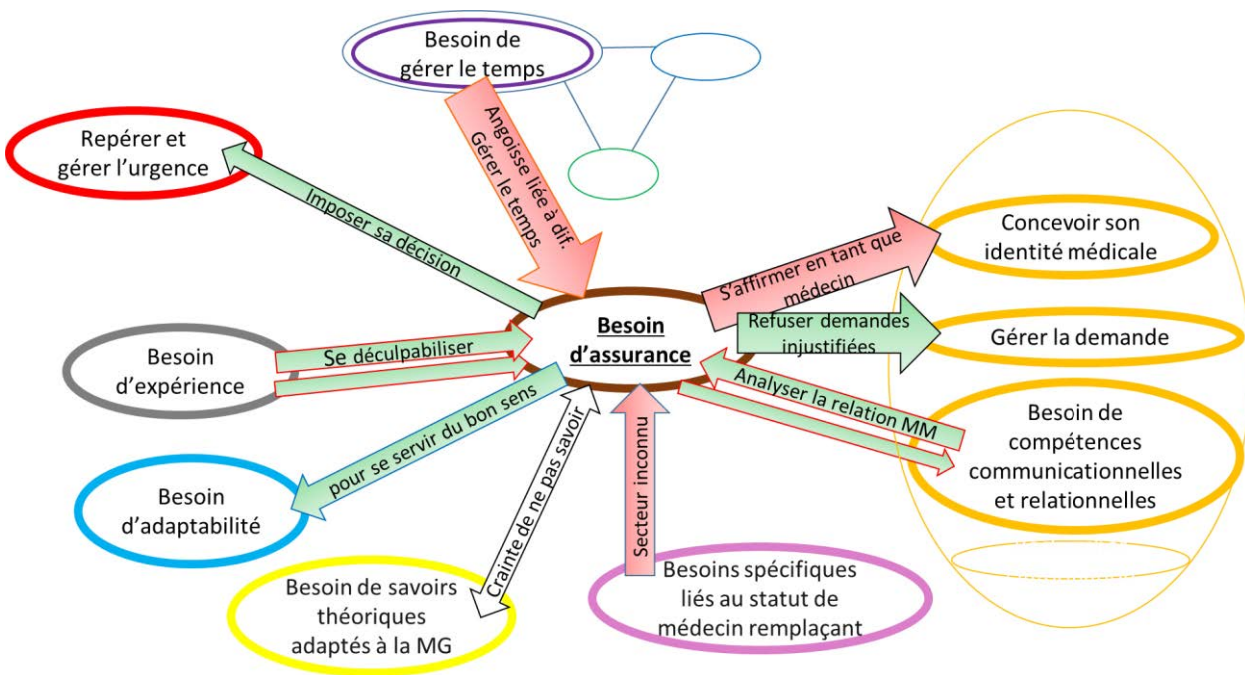 Besoin de
gérer le temps
Angoisse liée à dif.
Gérer le temps
Repérer et
gérer l’urgence
Imposer sa décision
Concevoir son
identité médicale
S’affirmer en tant que
médecin
Besoin
d’assurance
Refuser demandes
injustifiées
Gérer la demande
Besoin
d’expérience
Se déculpabiliser
Analyser la relation MM
Besoin de
compétences
communicationnelles
et relationnelles
Besoin
d’adaptabilité
pour se servir du bon sens
Crainte de ne pas savoir
Secteur inconnu
Besoin de savoirs
théoriques
adaptés à la MG
Besoins spécifiques
liés au statut de
médecin remplaçant